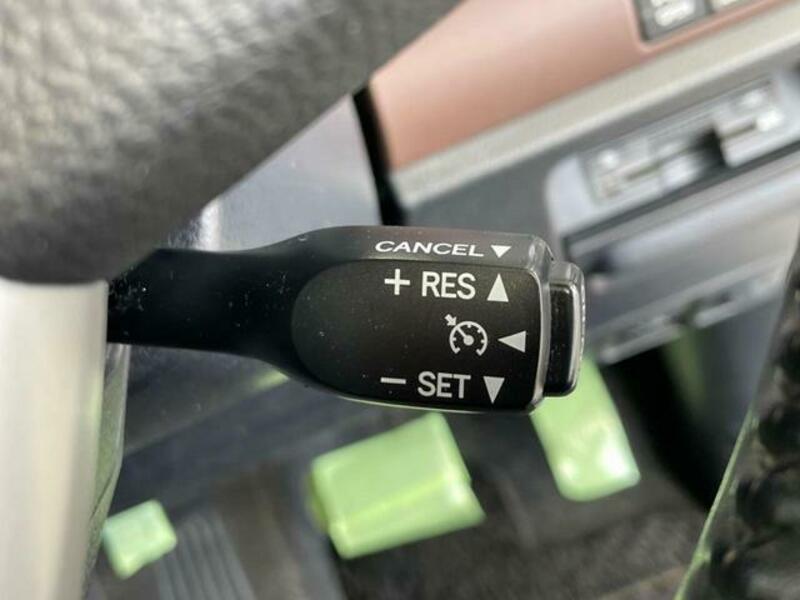 CANCEL ▼
+ RES ▲
◀
− SET ▼